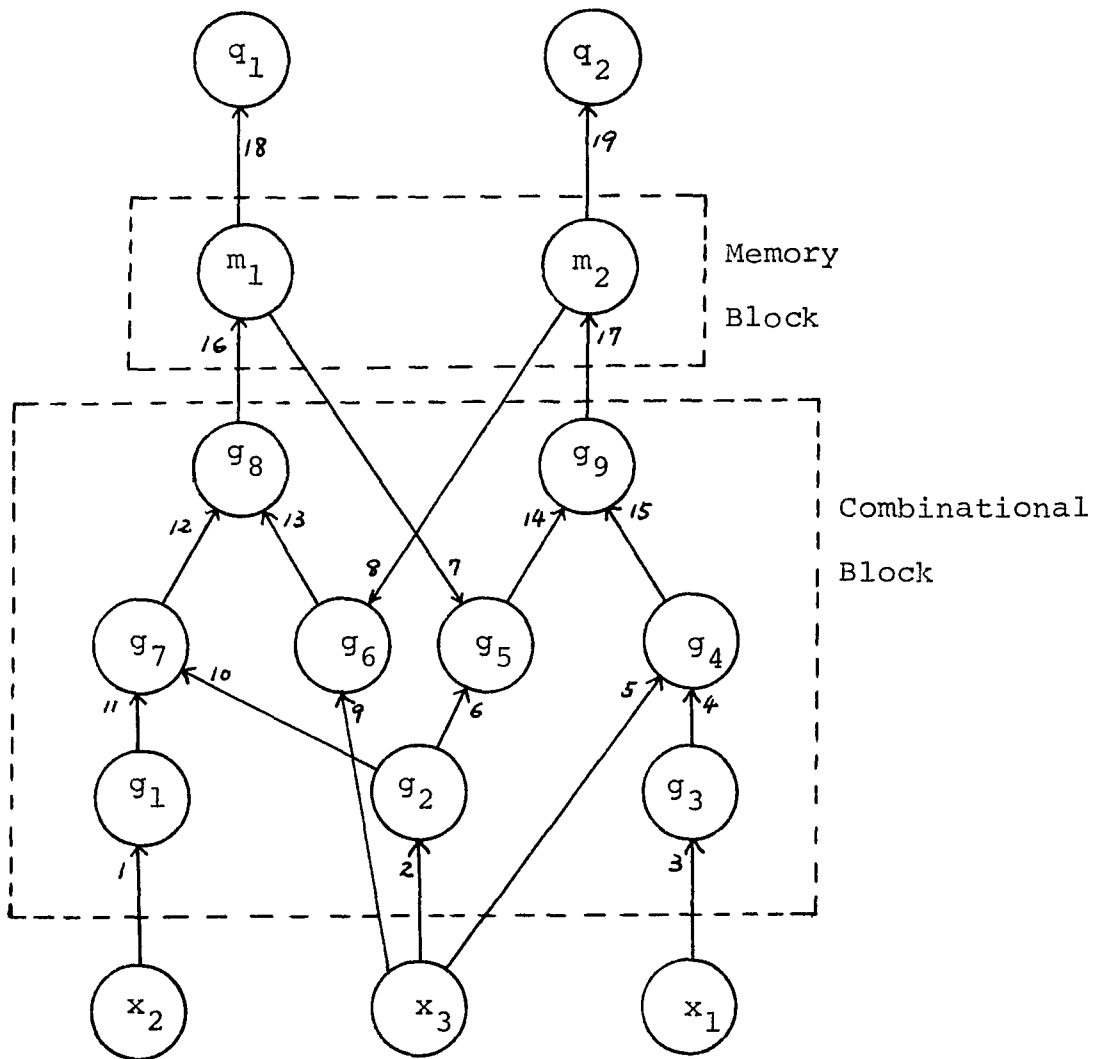 q1 q2
18 19
m1 m2 Memory
16 17 Block
g8 g9
12 13 14 15 Combinational
8 7 Block
g7 g6 g5 g4
10
11 9 6 5 4
g1 g2 g3
1 2 3
x2 x3 x1